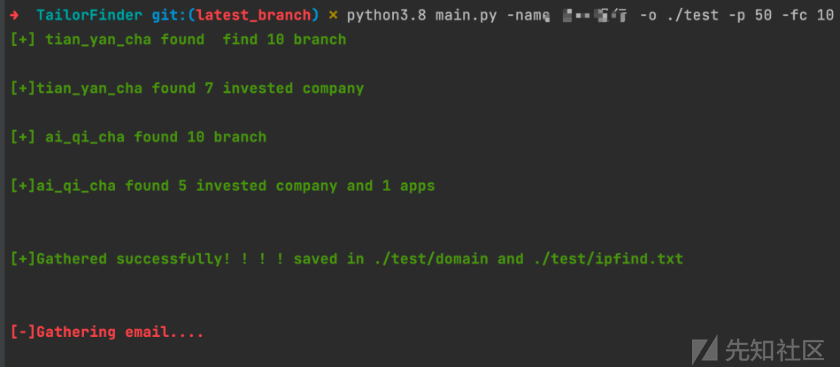 → TailorFinder git:(latest_branch) × python3.8 main.py -name -o ./test -p 50 -fc 10
[+] tian_yan_cha found  find 10 branch
[+]tian_yan_cha found 7 invested company
[+] ai_qi_cha found 10 branch
[+]ai_qi_cha found 5 invested company and 1 apps
[+]Gathered successfully! ! ! ! saved in ./test/domain and ./test/ipfind.txt
[-]Gathering email....
先知社区